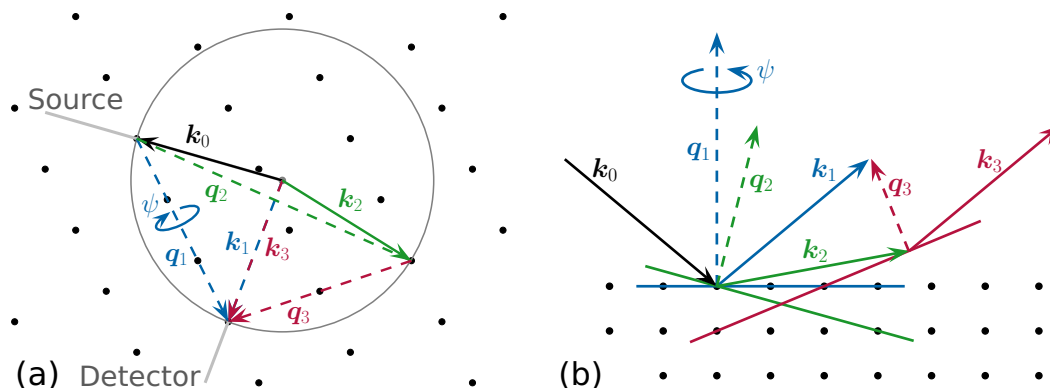 Source
k₀
q₂
k₂
ψ
q₁
k₁
k₃
q₃
Detector
(a)
ψ
k₀
q₁
q₂
k₁
q₃
k₃
k₂
(b)